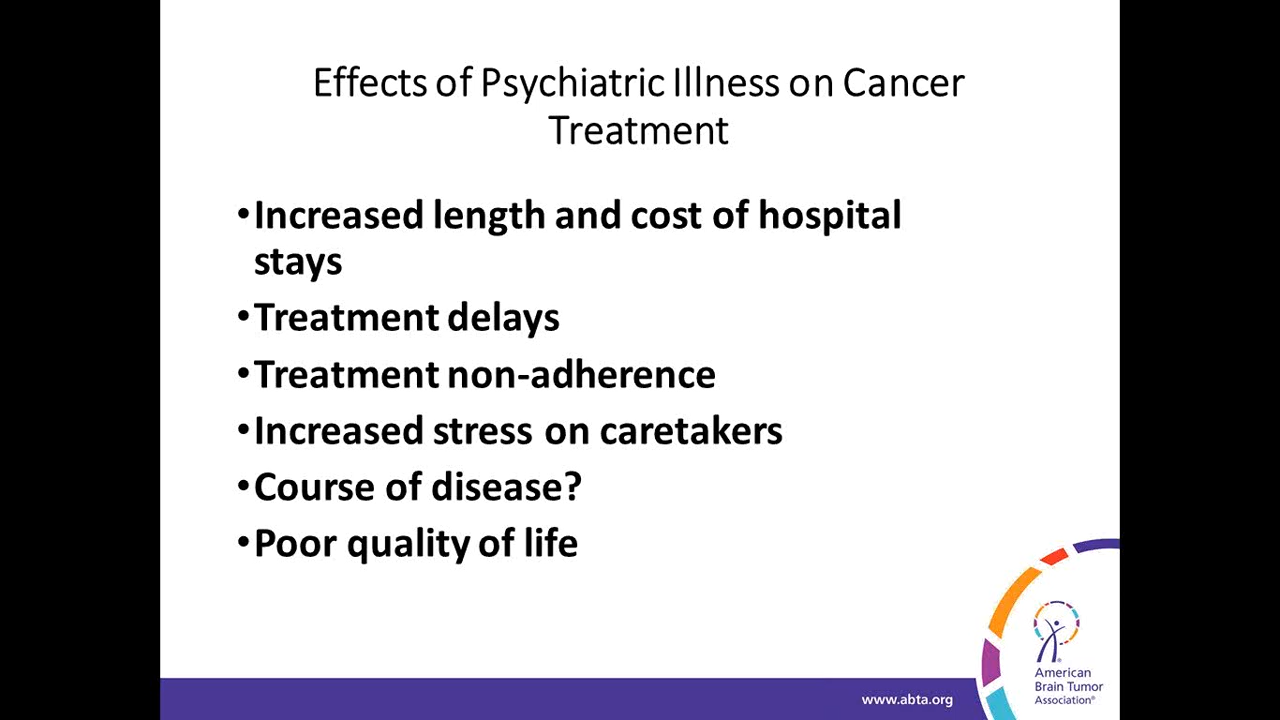 Effects of Psychiatric Illness on Cancer
Treatment
•Increased length and cost of hospital
stays
•Treatment delays
•Treatment non-adherence
•Increased stress on caretakers
•Course of disease?
•Poor quality of life
American
Brain Tumor
Association®
www.abta.org